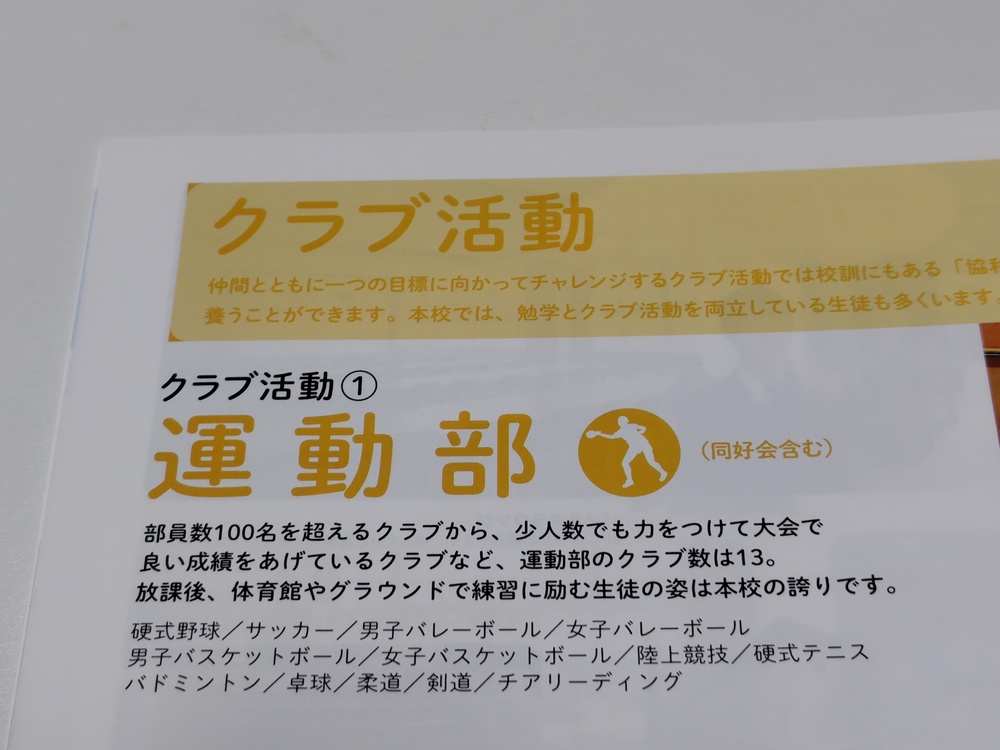 クラブ活動
仲間とともに一つの目標に向かってチャレンジするクラブ活動では校訓にもある「協和
養うことができます。本校では、勉学とクラブ活動を両立している生徒も多くいます。
クラブ活動①
運動部
(同好会含む)
部員数100名を超えるクラブから、少人数でも力をつけて大会で
良い成績をあげているクラブなど、運動部のクラブ数は13。
放課後、体育館やグラウンドで練習に励む生徒の姿は本校の誇りです。
硬式野球／サッカー／男子バレーボール／女子バレーボール
男子バスケットボール／女子バスケットボール／陸上競技／硬式テニス
バドミントン／卓球／柔道／剣道／チアリーディング